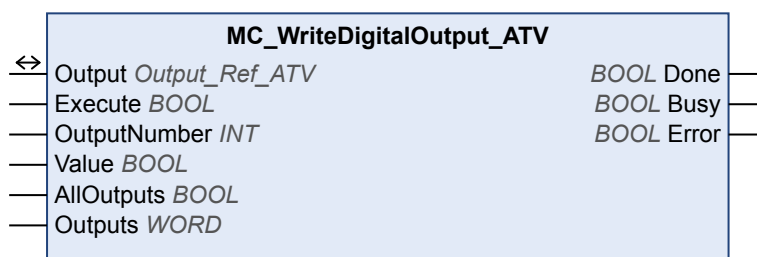 MC_WriteDigitalOutput_ATV
Output Output_Ref_ATV BOOL Done
Execute BOOL BOOL Busy
OutputNumber INT BOOL Error
Value BOOL
AllOutputs BOOL
Outputs WORD